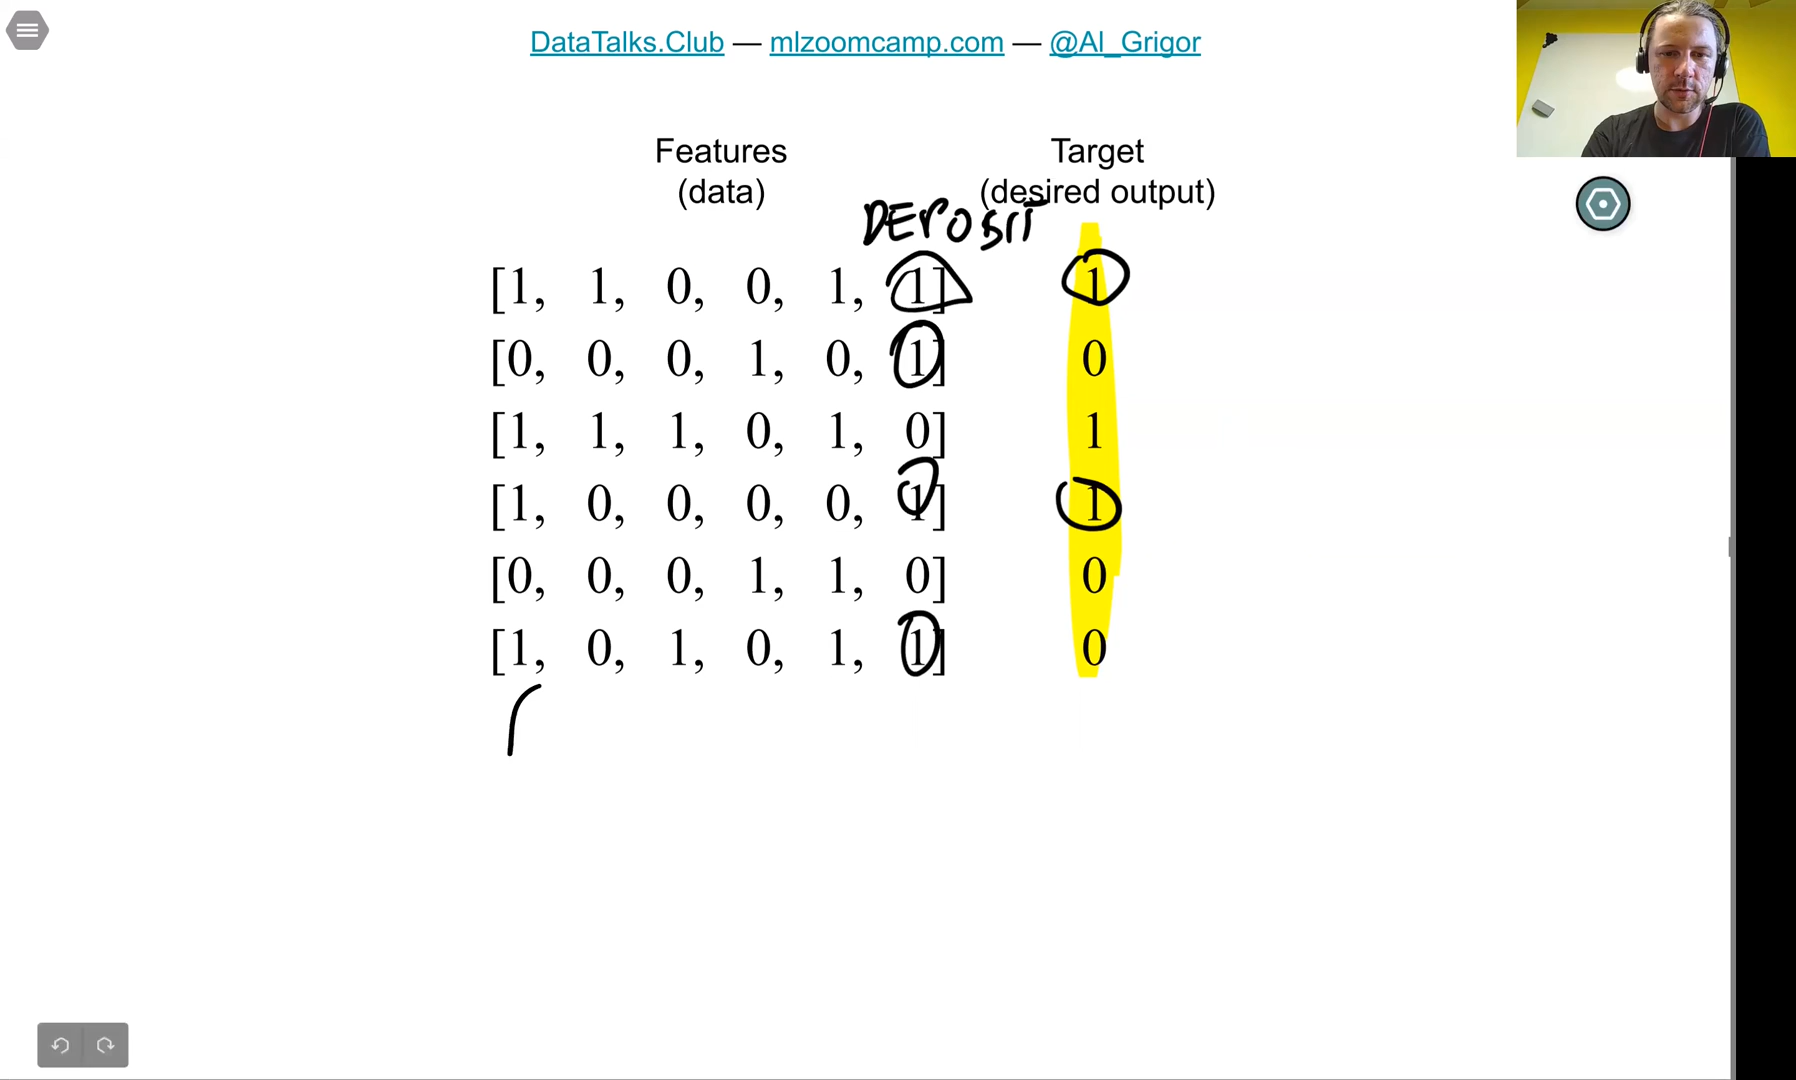 DataTalks.Club — mlzoomcamp.com — @Al_Grigor
Features Target
(data) (desired output)
DEPOSIT
[1, 1, 0, 0, 1, 1] 1
[0, 0, 0, 1, 0, 1] 0
[1, 1, 1, 0, 1, 0] 1
[1, 0, 0, 0, 0, 1] 1
[0, 0, 0, 1, 1, 0] 0
[1, 0, 1, 0, 1, 1] 0